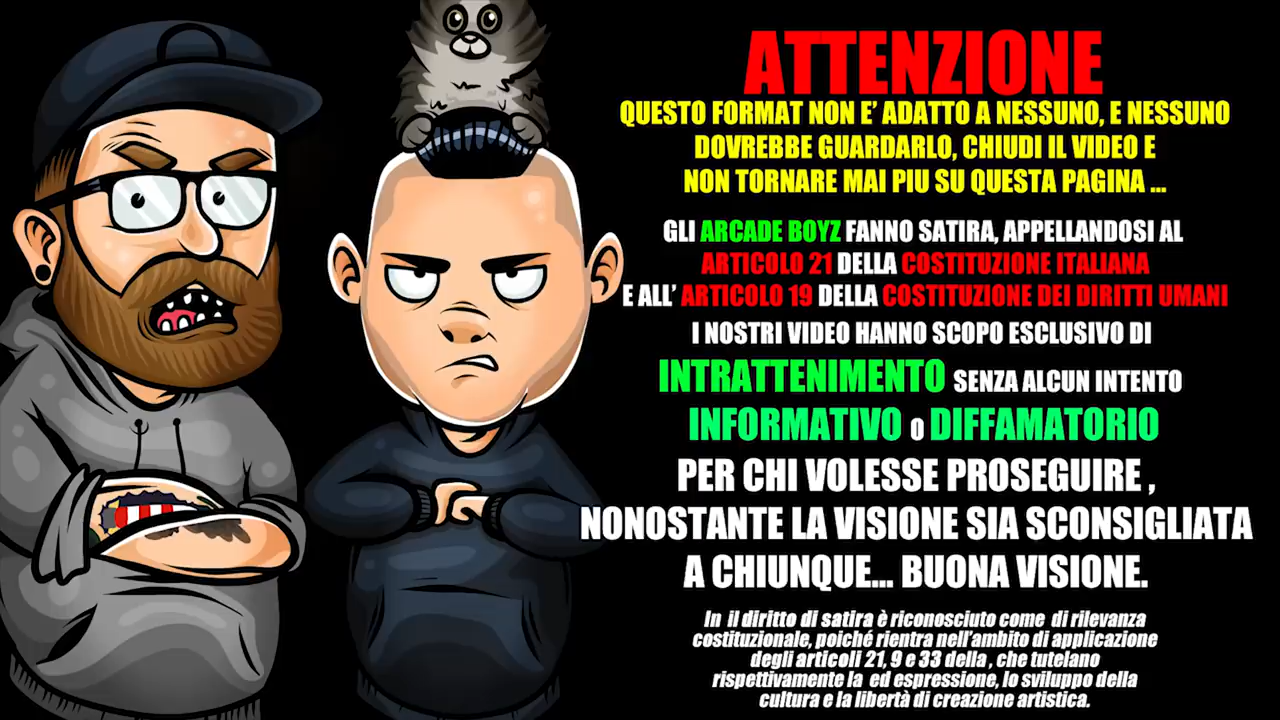 ATTENZIONE
QUESTO FORMAT NON E' ADATTO A NESSUNO, E NESSUNO
DOVREBBE GUARDARLO, CHIUDI IL VIDEO E
NON TORNARE MAI PIU SU QUESTA PAGINA ...
GLI ARCADE BOYZ FANNO SATIRA, APPELLANDOSI AL
ARTICOLO 21 DELLA COSTITUZIONE ITALIANA
E ALL' ARTICOLO 19 DELLA COSTITUZIONE DEI DIRITTI UMANI
I NOSTRI VIDEO HANNO SCOPO ESCLUSIVO DI
INTRATTENIMENTO SENZA ALCUN INTENTO
INFORMATIVO O DIFFAMATORIO
PER CHI VOLESSE PROSEGUIRE ,
NONOSTANTE LA VISIONE SIA SCONSIGLIATA
A CHIUNQUE... BUONA VISIONE.
In il diritto di satira è riconosciuto come di rilevanza
costituzionale, poiché rientra nell'ambito di applicazione
degli articoli 21, 9 e 33 della , che tutelano
rispettivamente la ed espressione, lo sviluppo della
cultura e la libertà di creazione artistica.